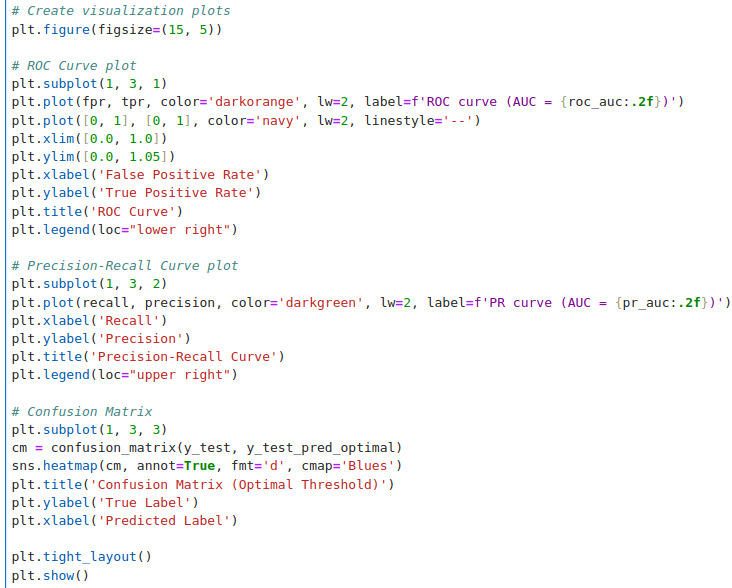 # Create visualization plots
plt.figure(figsize=(15, 5))
# ROC Curve plot
plt.subplot(1, 3, 1)
plt.plot(fpr, tpr, color='darkorange', lw=2, label=f'ROC curve (AUC = {roc_auc:.2f})')
plt.plot([0, 1], [0, 1], color='navy', lw=2, linestyle='--')
plt.xlim([0.0, 1.0])
plt.ylim([0.0, 1.05])
plt.xlabel('False Positive Rate')
plt.ylabel('True Positive Rate')
plt.title('ROC Curve')
plt.legend(loc="lower right")
# Precision-Recall Curve plot
plt.subplot(1, 3, 2)
plt.plot(recall, precision, color='darkgreen', lw=2, label=f'PR curve (AUC = {pr_auc:.2f})')
plt.xlabel('Recall')
plt.ylabel('Precision')
plt.title('Precision-Recall Curve')
plt.legend(loc="upper right")
# Confusion Matrix
plt.subplot(1, 3, 3)
cm = confusion_matrix(y_test, y_test_pred_optimal)
sns.heatmap(cm, annot=True, fmt='d', cmap='Blues')
plt.title('Confusion Matrix (Optimal Threshold)')
plt.ylabel('True Label')
plt.xlabel('Predicted Label')
plt.tight_layout()
plt.show()